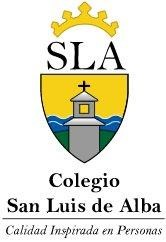 SLA
Colegio
San Luis de Alba
Calidad Inspirada en Personas